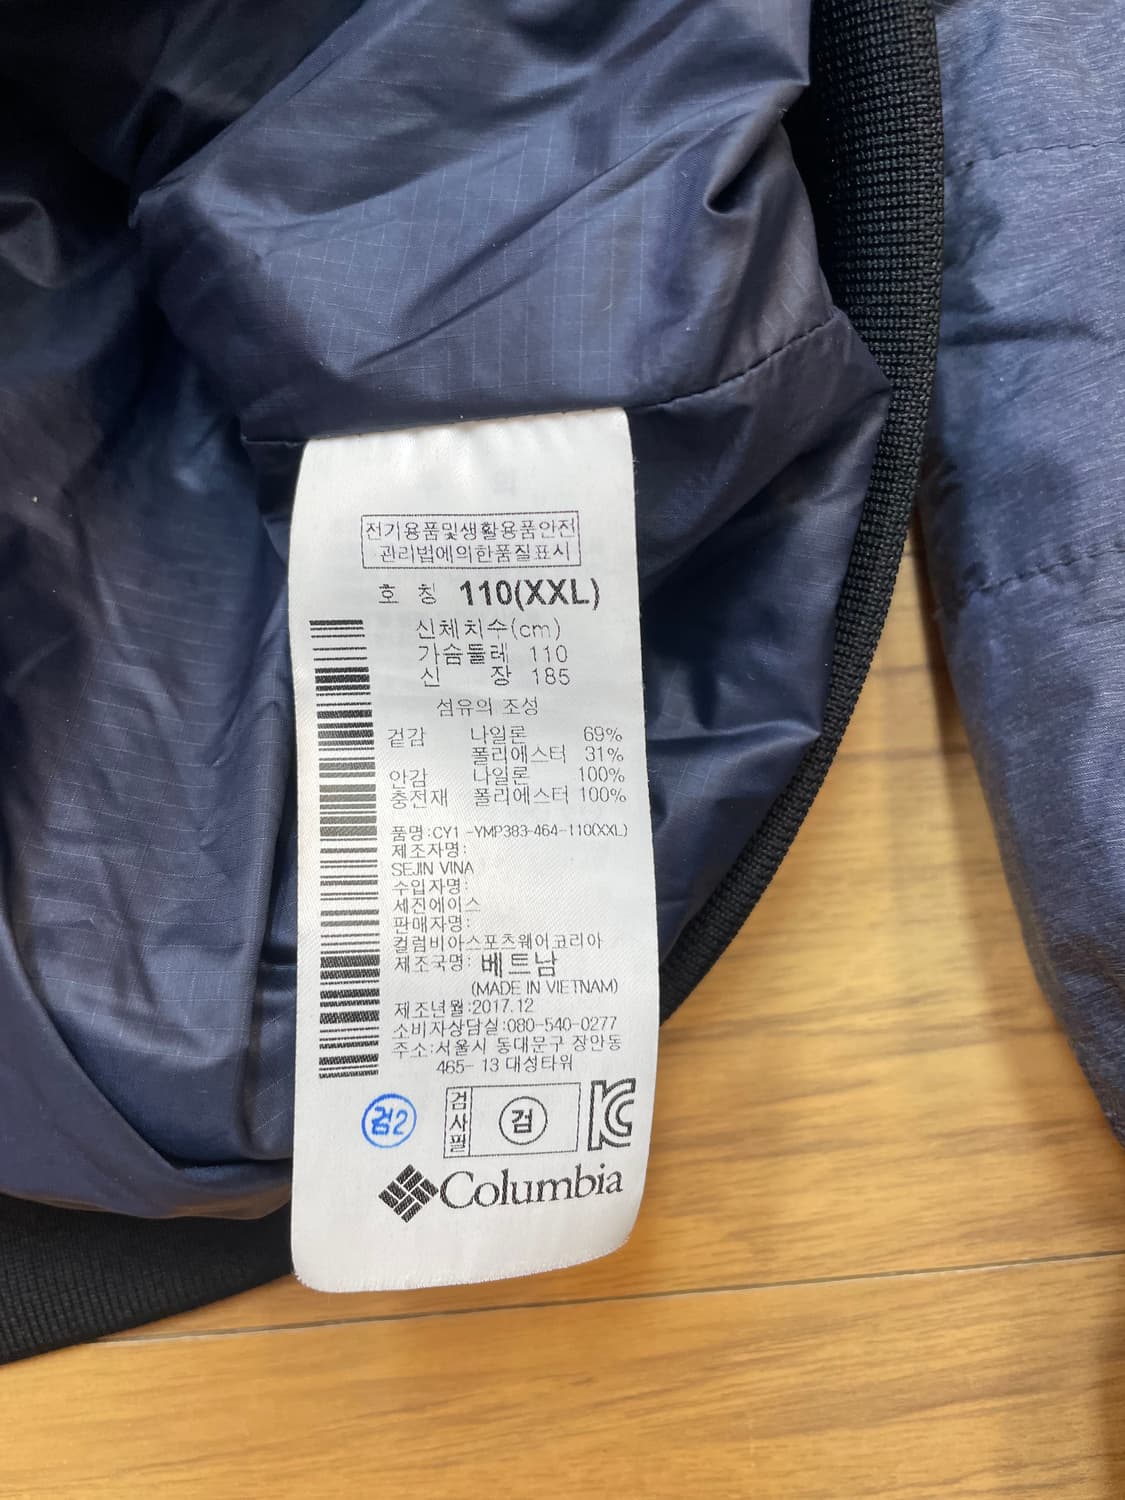 전기용품및생활용품안전
관리법에의한품질표시
호 칭 110(XXL)
신체치수(cm)
가슴둘레 110
신 장 185
섬유의 조성
겉감 나일론 69%
폴리에스터 31%
안감 나일론 100%
충전재 폴리에스터 100%
품명:CY1-YMP383-464-110(XXL)
제조자명:
SEJIN VINA
수입자명:
세진에이스
판매자명:
컬럼비아스포츠웨어코리아
제조국명: 베트남
(MADE IN VIETNAM)
제조년월:2017.12
소비자상담실:080-540-0277
주소:서울시 동대문구 장안동
465-13 대성타워
검2
검사필 검
KC
Columbia